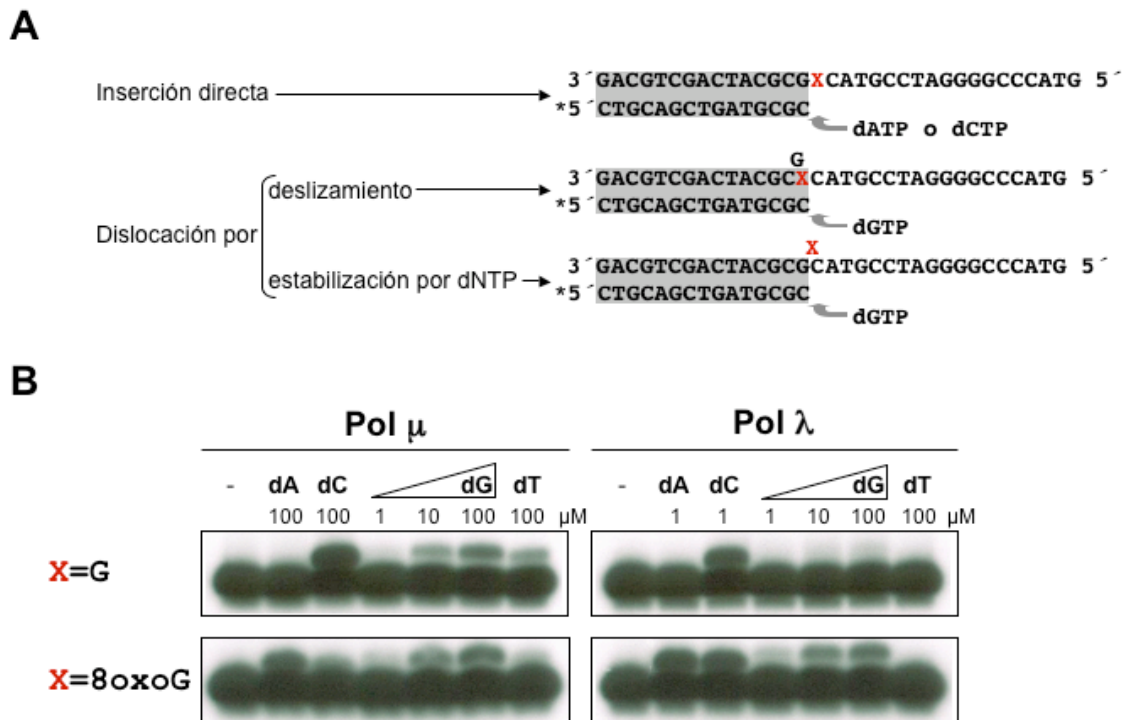 A
Inserción directa
3´GACGTCGACTACGCGXCATGCCTAGGGGCCCATG 5´
*5´CTGCAGCTGATGCGC
dATP o dCTP
G
deslizamiento
3´GACGTCGACTACGCXCATGCCTAGGGGCCCATG 5´
*5´CTGCAGCTGATGCGC
dGTP
Dislocación por
X
estabilización por dNTP
3´GACGTCGACTACGCGCATGCCTAGGGGCCCATG 5´
*5´CTGCAGCTGATGCGC
dGTP
B
Pol μ Pol λ
- dA dC dG dT - dA dC dG dT
100 100 1 10 100 100 μM 1 1 1 10 100 100 μM
X=G
X=8oxoG